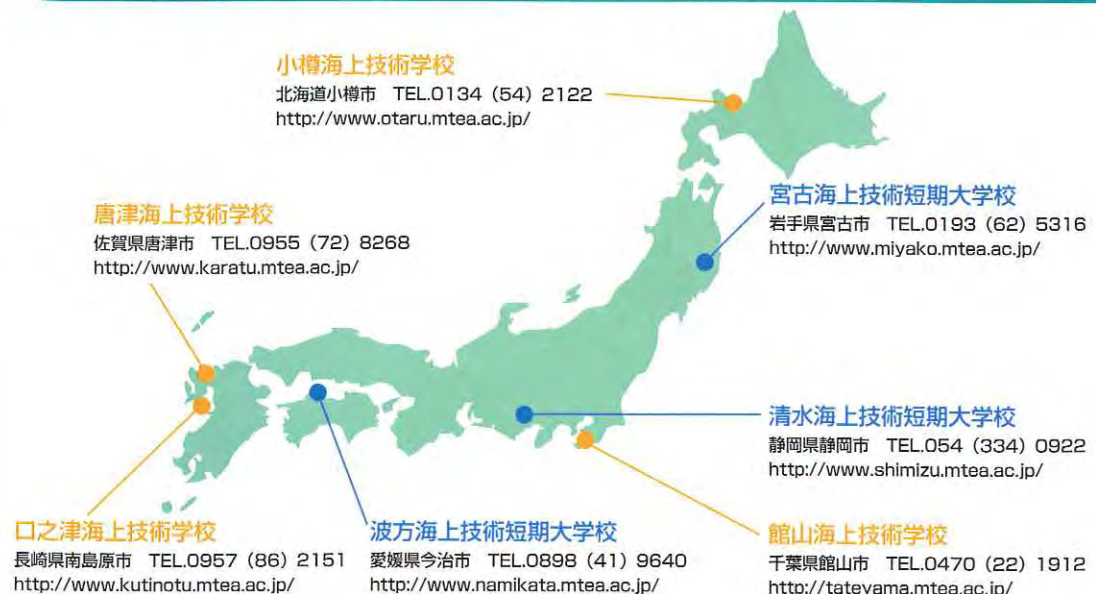 小樽海上技術学校
北海道小樽市 TEL.0134（54）2122
http://www.otaru.mtea.ac.jp/
宮古海上技術短期大学校
岩手県宮古市 TEL.0193（62）5316
http://www.miyako.mtea.ac.jp/
唐津海上技術学校
佐賀県唐津市 TEL.0955（72）8268
http://www.karatu.mtea.ac.jp/
清水海上技術短期大学校
静岡県静岡市 TEL.054（334）0922
http://www.shimizu.mtea.ac.jp/
口之津海上技術学校
長崎県南島原市 TEL.0957（86）2151
http://www.kutinotu.mtea.ac.jp/
波方海上技術短期大学校
愛媛県今治市 TEL.0898（41）9640
http://www.namikata.mtea.ac.jp/
館山海上技術学校
千葉県館山市 TEL.0470（22）1912
http://tateyama.mtea.ac.jp/